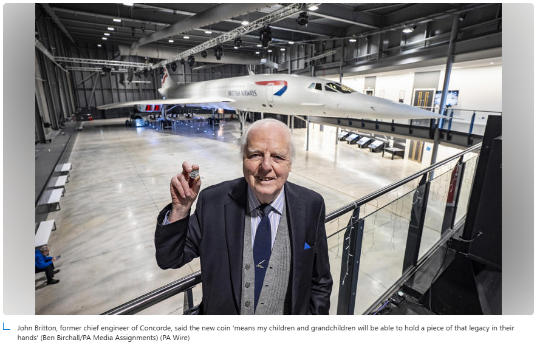 BRITISH AIRWAYS
John Britton, former chief engineer of Concorde, said the new coin 'means my children and grandchildren will be able to hold a piece of that legacy in their
hands' (Ben Birchall/PA Media Assignments) (PA Wire)